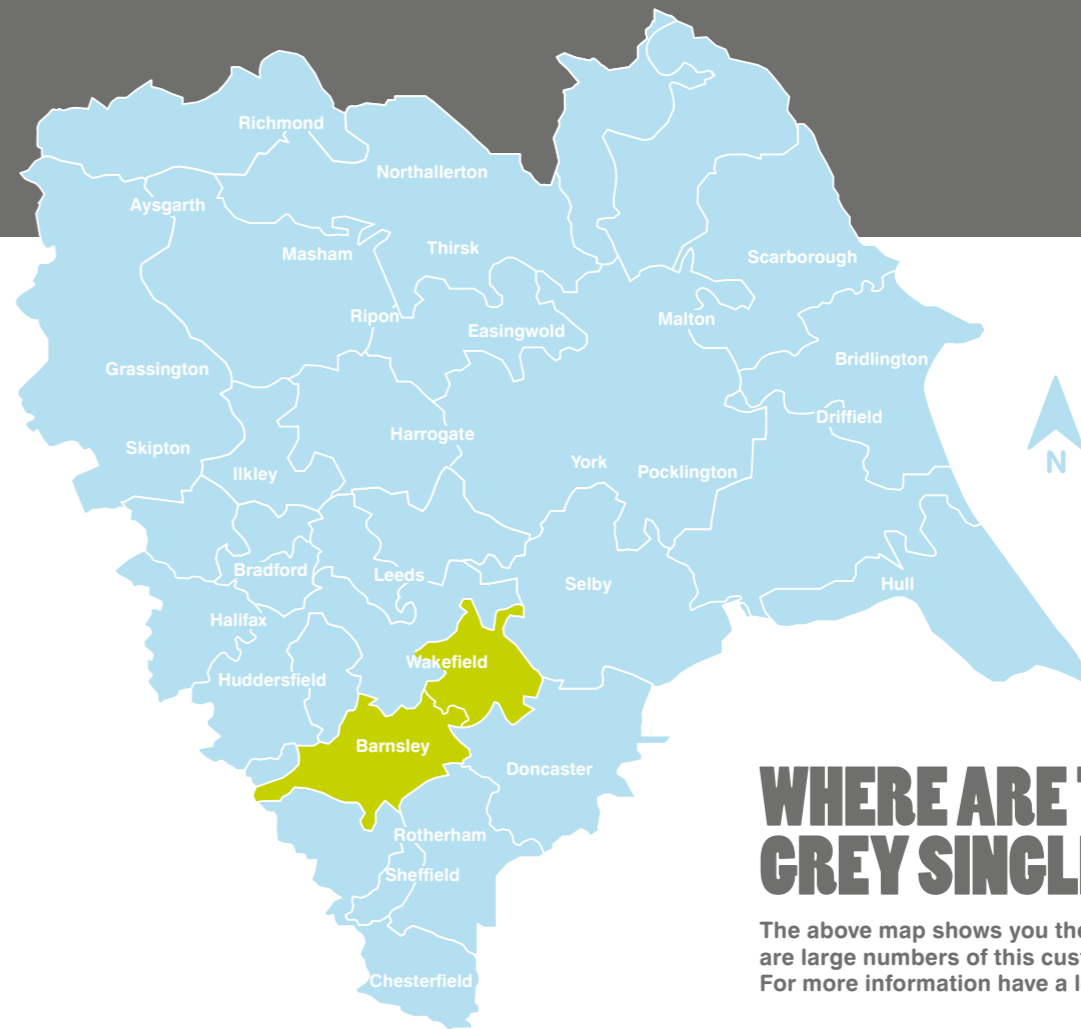 Richmond
Northallerton
Aysgarth
Masham
Thirsk
Scarborough
Ripon
Easingwold
Malton
Grassington
Bridlington
Harrogate
Driffield
Skipton
Ilkley
York
Pocklington
N
Bradford
Leeds
Selby
Hull
Halifax
Wakefield
Huddersfield
Barnsley
Doncaster
Rotherham
Sheffield
Chesterfield
WHERE ARE
GREY SINGL
The above map shows you the
are large numbers of this cus
For more information have a l